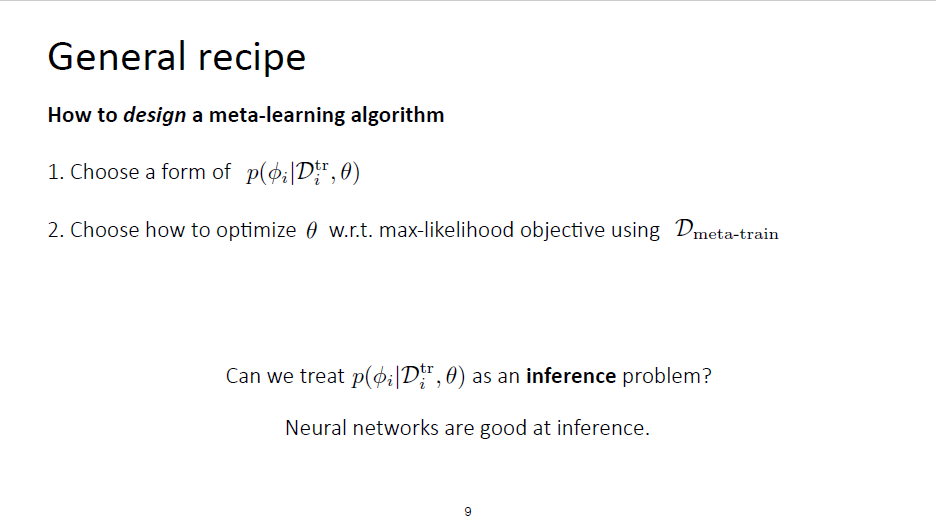 General recipe
How to design a meta-learning algorithm
1. Choose a form of $p(\phi_i|\mathcal{D}_i^{\mathrm{tr}}, \theta)$
2. Choose how to optimize $\theta$ w.r.t. max-likelihood objective using $\mathcal{D}_{\text{meta-train}}$
Can we treat $p(\phi_i|\mathcal{D}_i^{\mathrm{tr}}, \theta)$ as an inference problem?
Neural networks are good at inference.
9